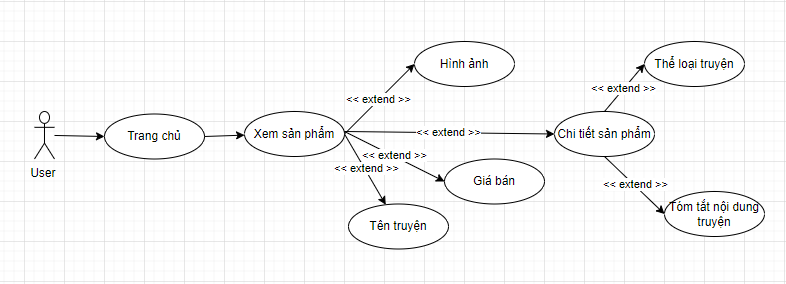 Hình ảnh
Thể loại truyện
<< extend >>
<< extend >>
Trang chủ
Xem sản phẩm
<< extend >>
Chi tiết sản phẩm
User
<< extend >>
<< extend >>
Giá bán
<< extend >>
Tên truyện
Tóm tắt nội dung
truyện